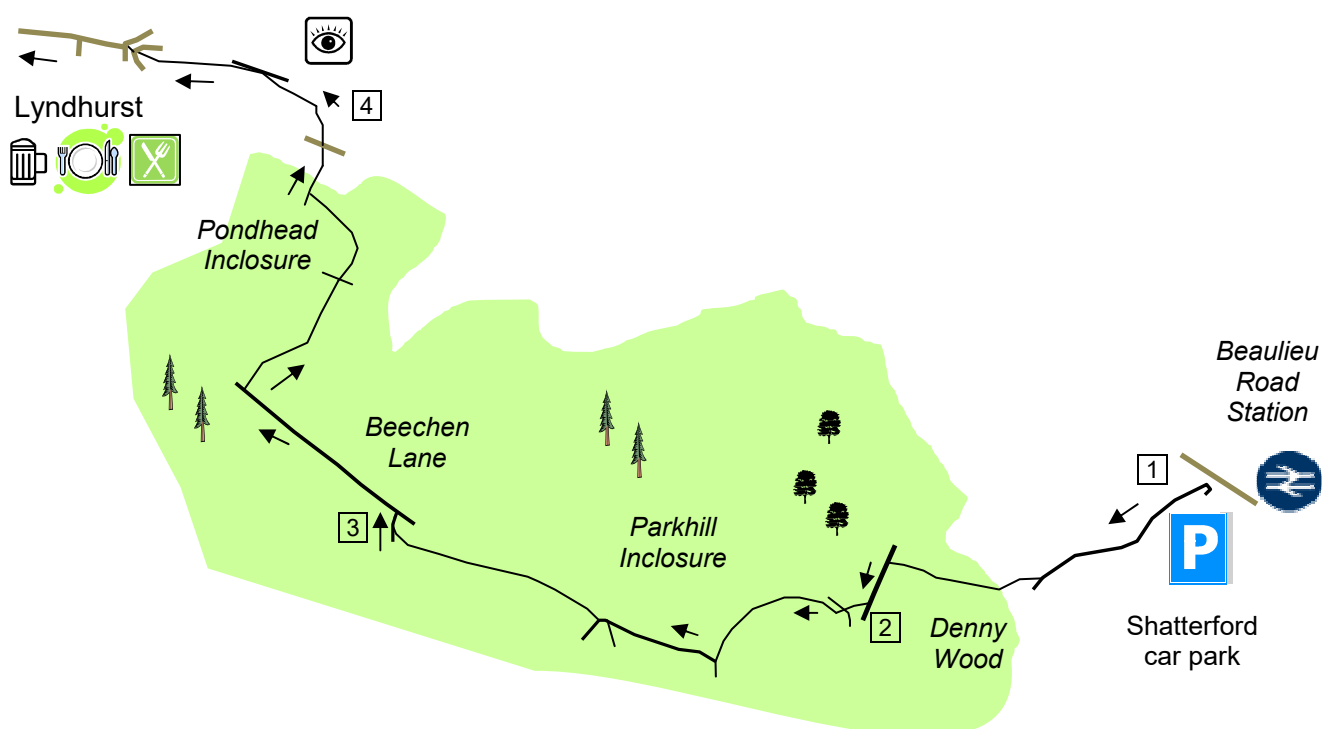 4
Lyndhurst
Pondhead
Inclosure
Beechen
Lane
3
Parkhill
Inclosure
2
Denny
Wood
Beaulieu
Road
Station
1
P
Shatterford
car park